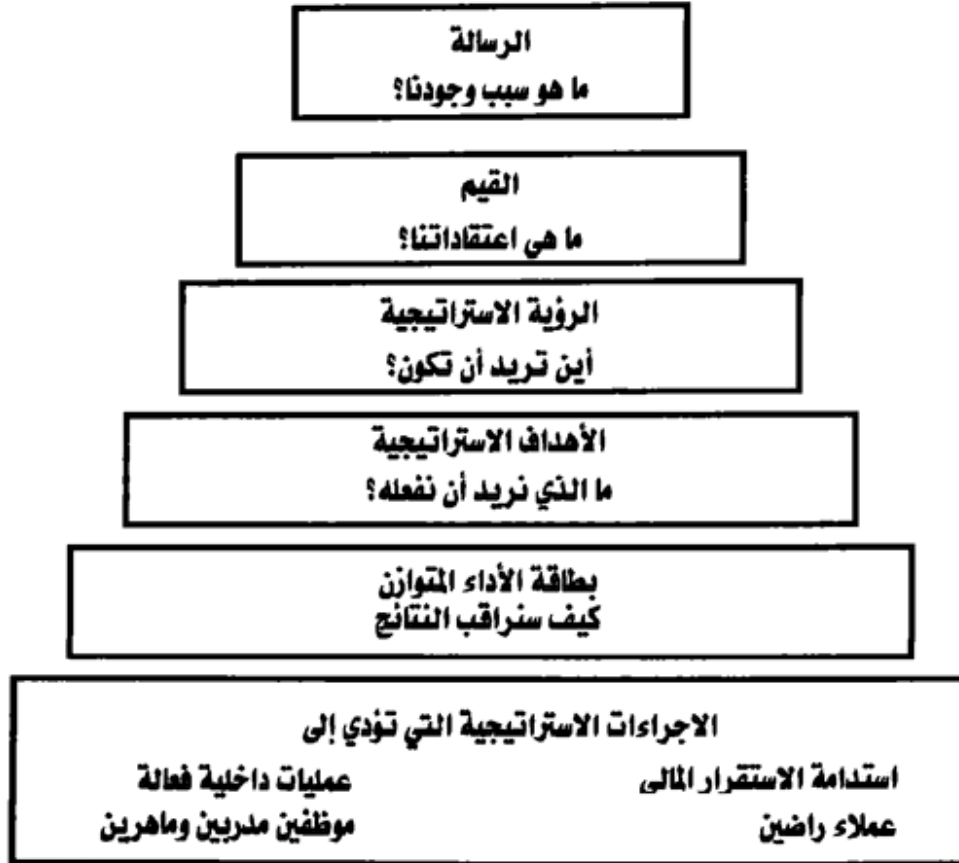 الرسالة
ما هو سبب وجودنا؟
القيم
ما هي اعتقاداتنا؟
الرؤية الاستراتيجية
أين تريد أن تكون؟
الأهداف الاستراتيجية
ما الذي نريد أن نفعله؟
بطاقة الأداء المتوازن
كيف سنراقب النتائج
الاجراءات الاستراتيجية التي تؤدي إلى
استدامة الاستقرار المالى عمليات داخلية فعالة
عملاء راضين موظفين مدربين وماهرين